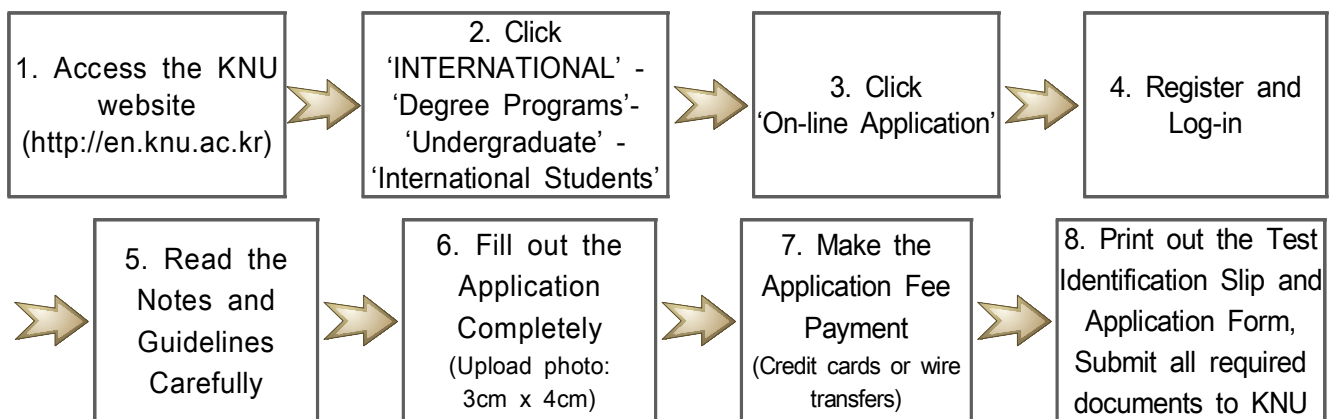 1. Access the KNU
website
(http://en.knu.ac.kr)
2. Click
‘INTERNATIONAL’ -
‘Degree Programs’-
‘Undergraduate’ -
‘International Students’
3. Click
‘On-line Application’
4. Register and
Log-in
5. Read the
Notes and
Guidelines
Carefully
6. Fill out the
Application
Completely
(Upload photo:
3cm x 4cm)
7. Make the
Application Fee
Payment
(Credit cards or wire
transfers)
8. Print out the Test
Identification Slip and
Application Form,
Submit all required
documents to KNU